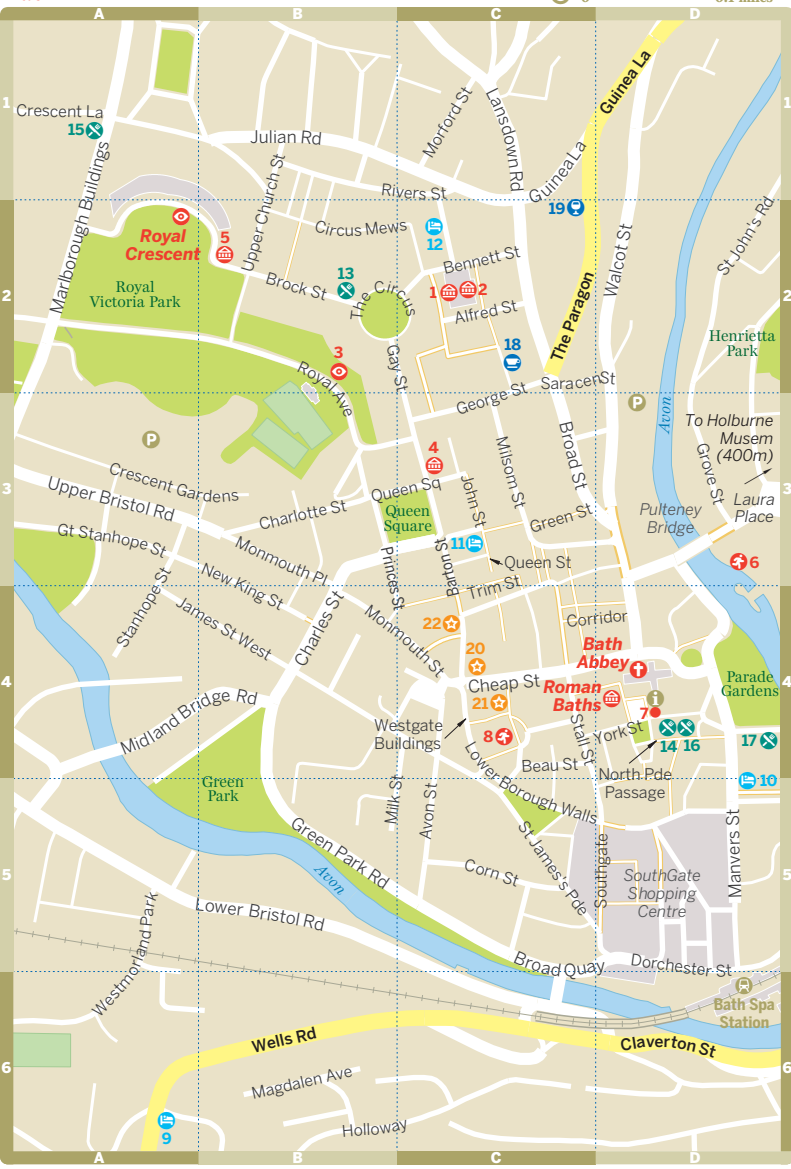 A
B
C
D
1
1
Crescent La
15
Julian Rd
Morford St
Lansdown Rd
Guinea La
Guinea La
Rivers St
19
Marlborough Buildings
Upper Church St
Circus Mews
12
Royal
Crescent
5
Bennett St
Walcot St
St John's Rd
2
2
Royal
Victoria Park
Brock St
13
The Circus
1
2
Alfred St
The Paragon
18
Henrietta
Park
3
Royal Ave
Gay St
George St
Saracen St
P
Avon
To Holburne
Musem
(400m)
P
4
Milsom St
Broad St
Grove St
3
3
Crescent Gardens
Upper Bristol Rd
Queen Sq
John St
Laura
Place
Charlotte St
Queen
Square
Green St
Pulteney
Bridge
Gt Stanhope St
Monmouth Pl
11
Queen St
6
Barton St
Princes St
New King St
Trim St
Stanhope St
James St West
Charles St
Monmouth St
22
Corridor
20
Bath
Abbey
4
4
Cheap St
Roman
Baths
Parade
Gardens
21
i
7
Midland Bridge Rd
Westgate
Buildings
8
Stall St
York St
14
16
17
Beau St
North Pde
Passage
Lower Borough Walls
10
Green
Park
Milk St
Avon St
Green Park Rd
St James's Pde
Southgate
Manvers St
5
5
Avon
Corn St
SouthGate
Shopping
Centre
Lower Bristol Rd
Westmorland Park
Broad Quay
Dorchester St
Bath Spa
Station
Wells Rd
Claverton St
6
6
Magdalen Ave
9
Holloway
A
B
C
D